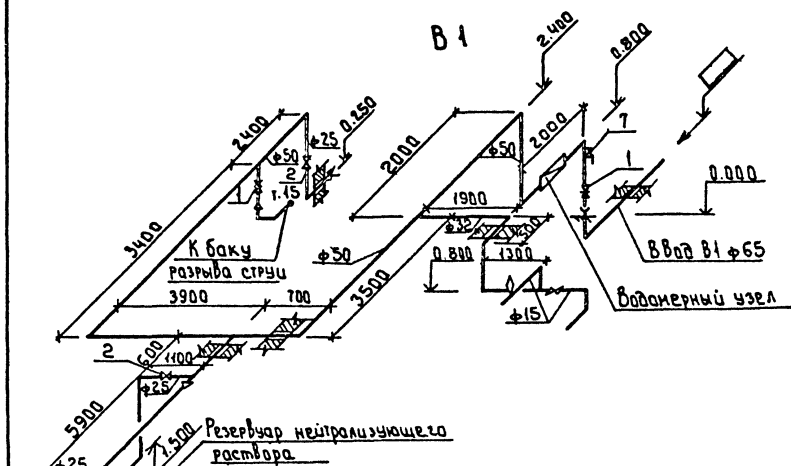 В1
2.400
0.800
2400
ф25
0.250
ф50
2
1
т.15
2000
ф50
2000
7
1
0.000
1900
ф32
К баку
разрыва струи
3400
ф50
3500
0.800
1300
ф15
Ввод В1 ф65
Водомерный узел
3900
700
2
600
1100
ф25
5900
ф25
1.500
Резервуар нейтрализующего
раствора